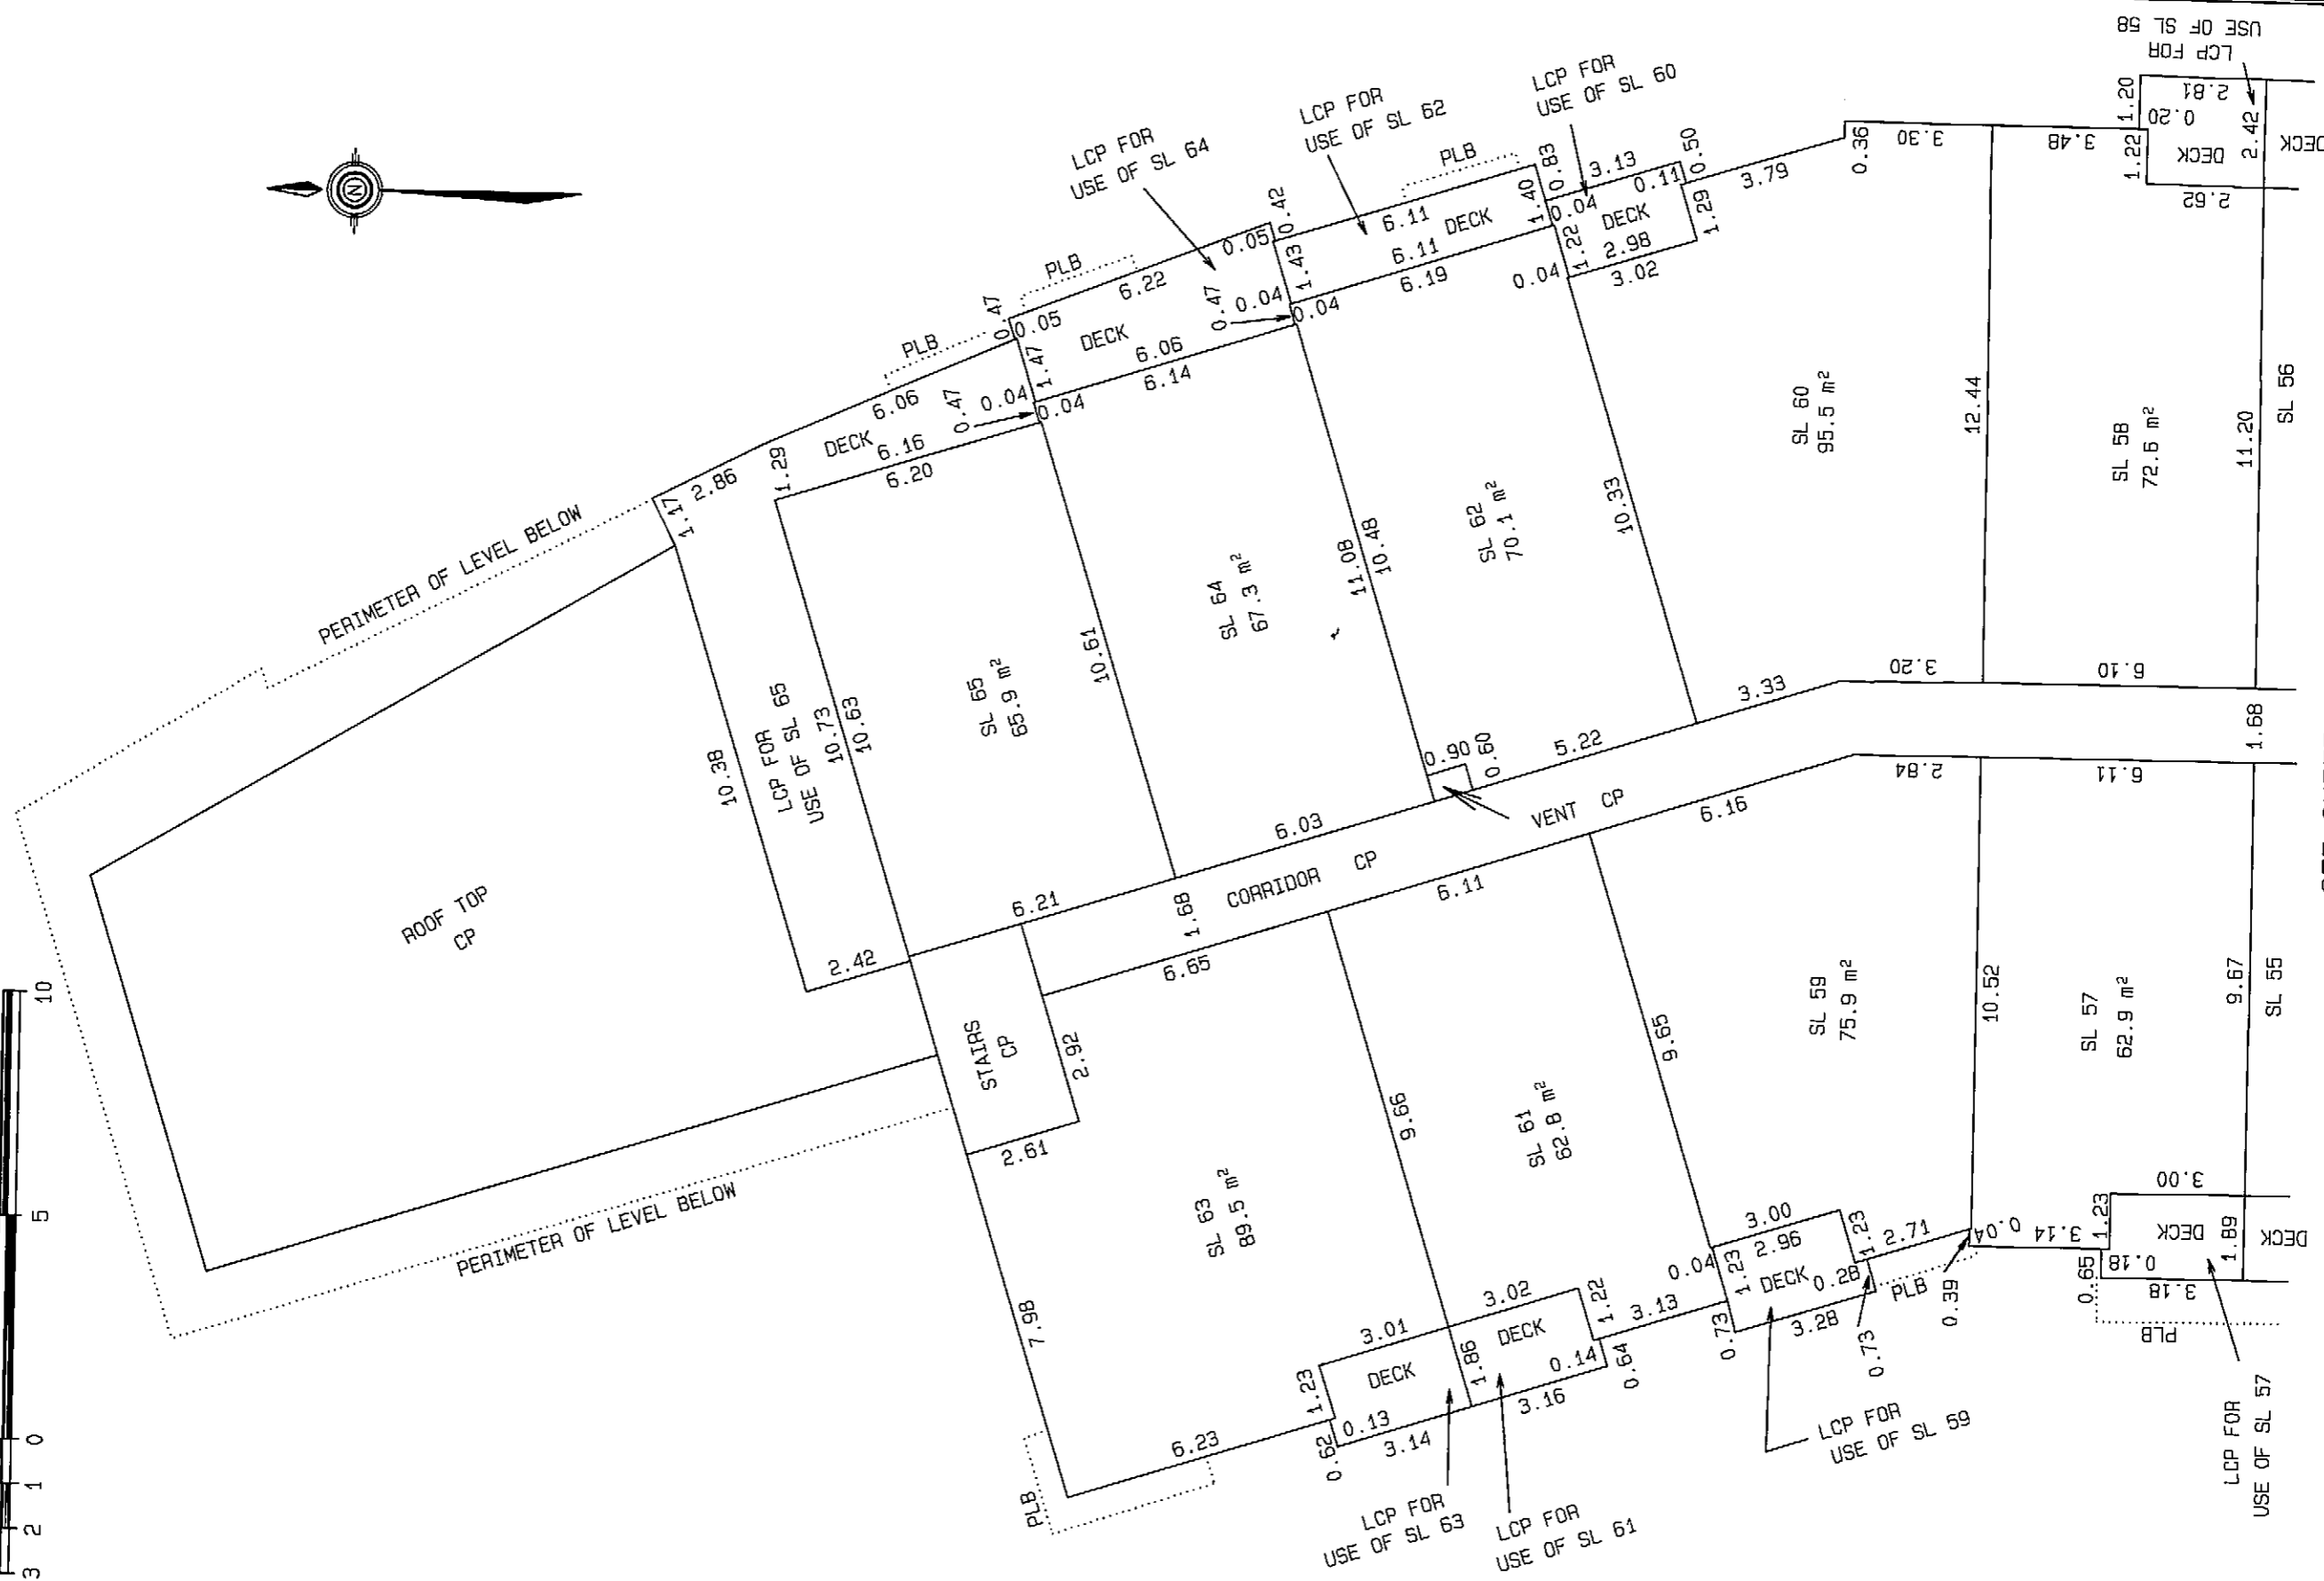 N
LCP FOR
USE OF SL 58
LCP FOR
USE OF SL 60
LCP FOR
USE OF SL 62
LCP FOR
USE OF SL 64
1.20
2.81
0.20
1.22
DECK
2.42
2.62
DECK
3.48
3.30
0.36
3.79
0.50
3.13
0.11
0.83
0.04
DECK
1.29
1.22
2.98
3.02
0.04
PLB
1.40
6.11
DECK
6.11
6.19
0.42
0.05
1.43
0.04
0.04
0.47
PLB
6.22
0.47
0.05
DECK
6.06
6.14
1.47
0.04
0.04
0.47
PLB
6.06
DECK
6.16
6.20
1.29
2.86
1.17
PERIMETER OF LEVEL BELOW
SL 60
95.5 m²
12.44
SL 58
72.6 m²
11.20
SL 56
SL 62
70.1 m²
10.33
11.08
10.48
SL 64
67.3 m²
10.61
SL 65
65.9 m²
10.73
10.63
LCP FOR
USE OF SL 65
10.38
2.42
ROOF TOP
CP
6.21
6.03
0.90
0.60
5.22
3.33
3.20
6.10
1.68
VENT CP
CORRIDOR CP
1.68
6.65
6.11
6.16
2.84
6.11
STAIRS
CP
2.92
2.61
PERIMETER OF LEVEL BELOW
SL 63
89.5 m²
9.66
SL 61
62.8 m²
9.65
SL 59
75.9 m²
10.52
SL 57
62.9 m²
9.67
SL 55
7.98
PLB
6.23
0.62
0.13
1.23
3.01
DECK
3.14
1.86
3.02
DECK
0.14
1.22
3.16
0.64
3.13
0.04
0.73
1.23
3.00
2.96
DECK
0.28
1.23
3.28
0.73
2.71
PLB
0.39
0.04
3.14
1.23
3.00
0.65
0.18
DECK
1.89
3.18
DECK
PLB
LCP FOR
USE OF SL 63
LCP FOR
USE OF SL 61
LCP FOR
USE OF SL 59
LCP FOR
USE OF SL 57
10
5
0
1
2
3